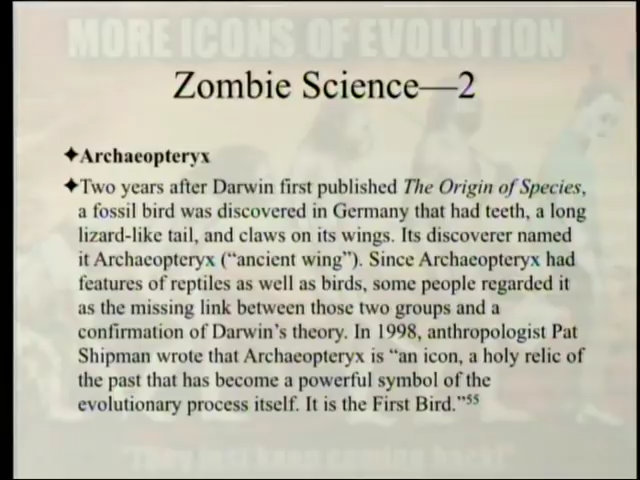 MORE ICONS OF EVOLUTION
Zombie Science—2
✦Archaeopteryx
✦Two years after Darwin first published The Origin of Species,
a fossil bird was discovered in Germany that had teeth, a long
lizard-like tail, and claws on its wings. Its discoverer named
it Archaeopteryx (“ancient wing”). Since Archaeopteryx had
features of reptiles as well as birds, some people regarded it
as the missing link between those two groups and a
confirmation of Darwin’s theory. In 1998, anthropologist Pat
Shipman wrote that Archaeopteryx is “an icon, a holy relic of
the past that has become a powerful symbol of the
evolutionary process itself. It is the First Bird.”55
"They just keep coming back!"